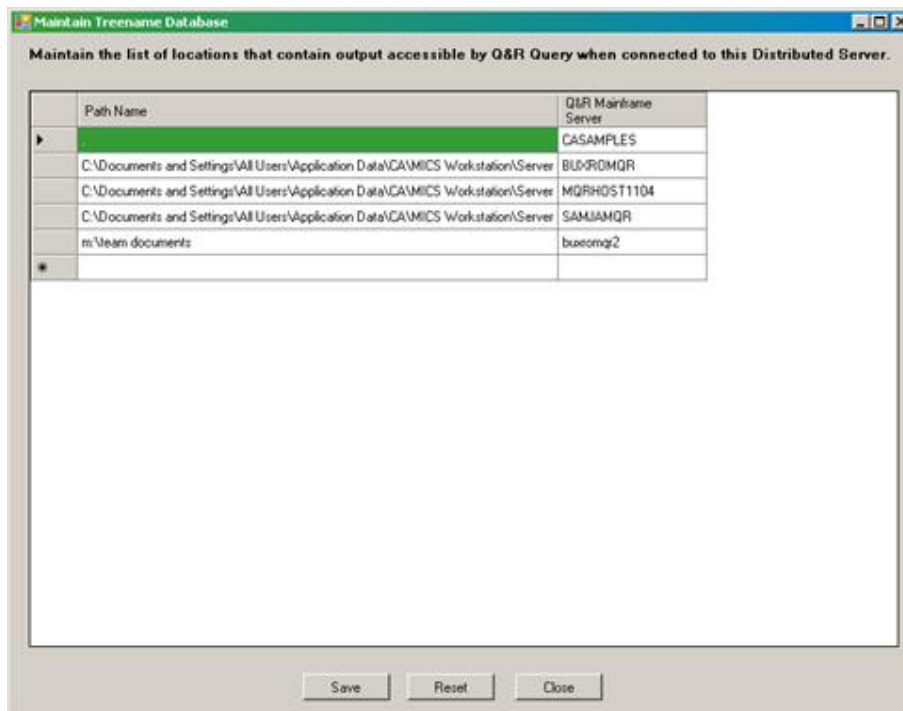 Maintain Treename Database
Maintain the list of locations that contain output accessible by Q&R Query when connected to this Distributed Server.
Path Name Q&R Mainframe
Server
. CASAMPLES
C:\Documents and Settings\All Users\Application Data\CA\MICS Workstation\Server
C:\Documents and Settings\All Users\Application Data\CA\MICS Workstation\Server MQRHOST1104
C:\Documents and Settings\All Users\Application Data\CA\MICS Workstation\Server SAMJAMQR
m:\team documents
Save Reset Close